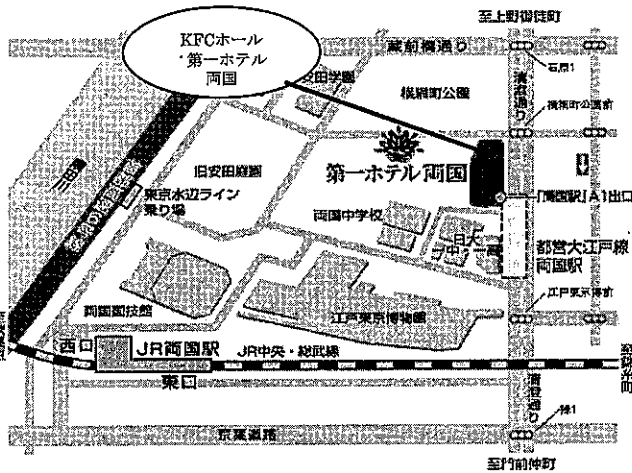 至上野御徒町
KFCホール
・第一ホテル
両国
蔵前橋通り
石原1
安田学園
横網町公園
清澄通り
横網町公園前
旧安田庭園
第一ホテル両国
東京水辺ライン
乗り場
両国中学校
「両国駅」A1出口
日大
一
中
高
都営大江戸線
両国駅
江戸東京博前
両国国技館
江戸東京博物館
西口
JR両国駅
JR中央・総武線
東口
至錦糸町
清澄通り
京葉道路
緑1
至門前仲町